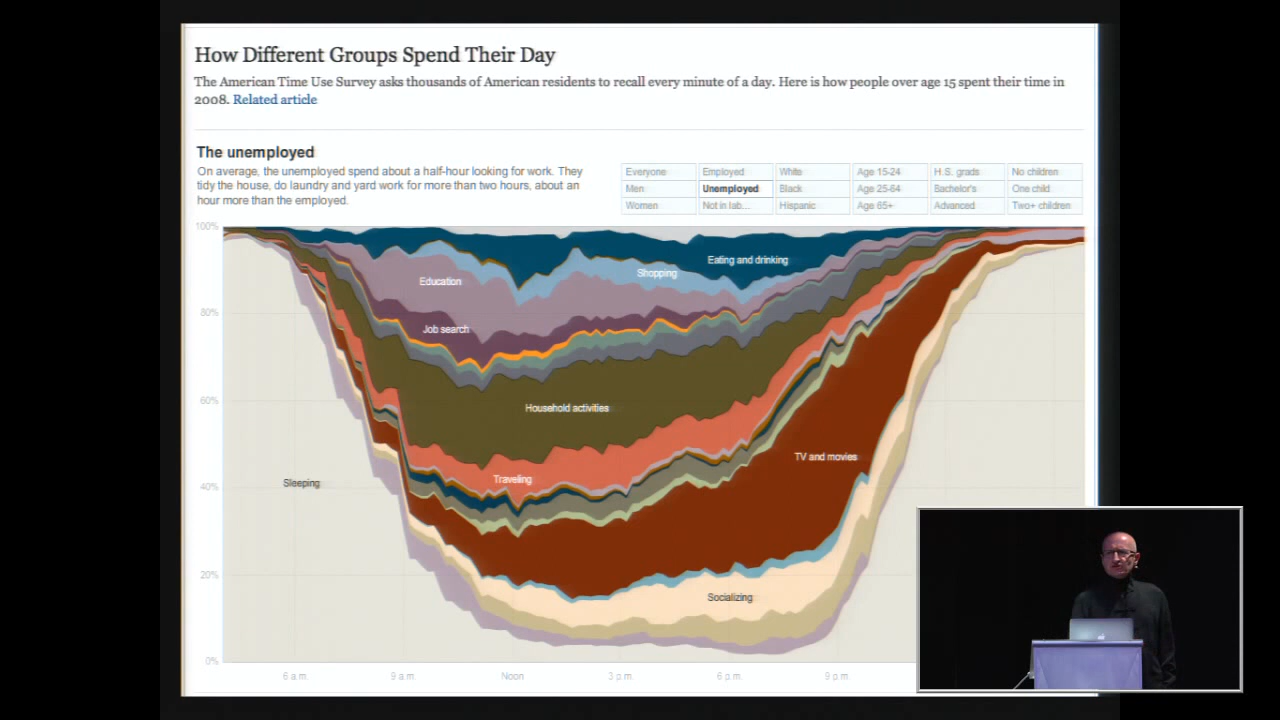 How Different Groups Spend Their Day
The American Time Use Survey asks thousands of American residents to recall every minute of a day. Here is how people over age 15 spent their time in
2008. Related article
The unemployed
On average, the unemployed spend about a half-hour looking for work. They
tidy the house, do laundry and yard work for more than two hours, about an
hour more than the employed.
Everyone Employed White Age 15-24 H.S. grads No children
Men Unemployed Black Age 25-64 Bachelor's One child
Women Not in lab... Hispanic Age 65+ Advanced Two+ children
100%
Eating and drinking
Shopping
Education
80%
Job search
60%
Household activities
TV and movies
Traveling
40%
Sleeping
20%
Socializing
0%
6 a.m. 9 a.m. Noon 3 p.m. 6 p.m. 9 p.m.